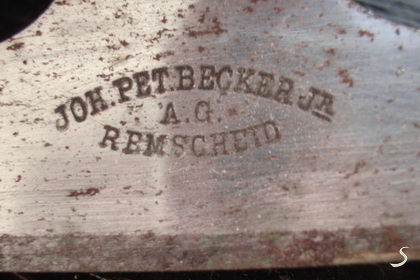 JOH. PET. BECKER JR
A.G.
REMSCHEID
S